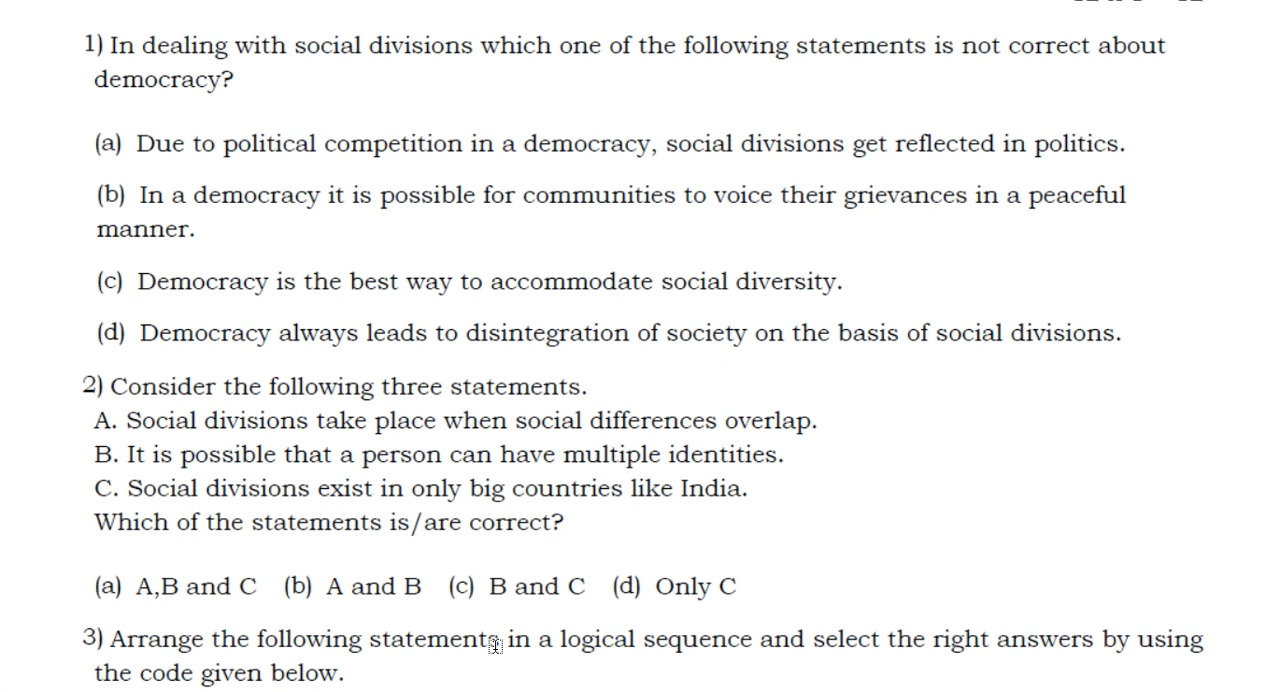 1) In dealing with social divisions which one of the following statements is not correct about
democracy?
(a) Due to political competition in a democracy, social divisions get reflected in politics.
(b) In a democracy it is possible for communities to voice their grievances in a peaceful
manner.
(c) Democracy is the best way to accommodate social diversity.
(d) Democracy always leads to disintegration of society on the basis of social divisions.
2) Consider the following three statements.
A. Social divisions take place when social differences overlap.
B. It is possible that a person can have multiple identities.
C. Social divisions exist in only big countries like India.
Which of the statements is/are correct?
(a) A,B and C (b) A and B (c) B and C (d) Only C
3) Arrange the following statements in a logical sequence and select the right answers by using
the code given below.